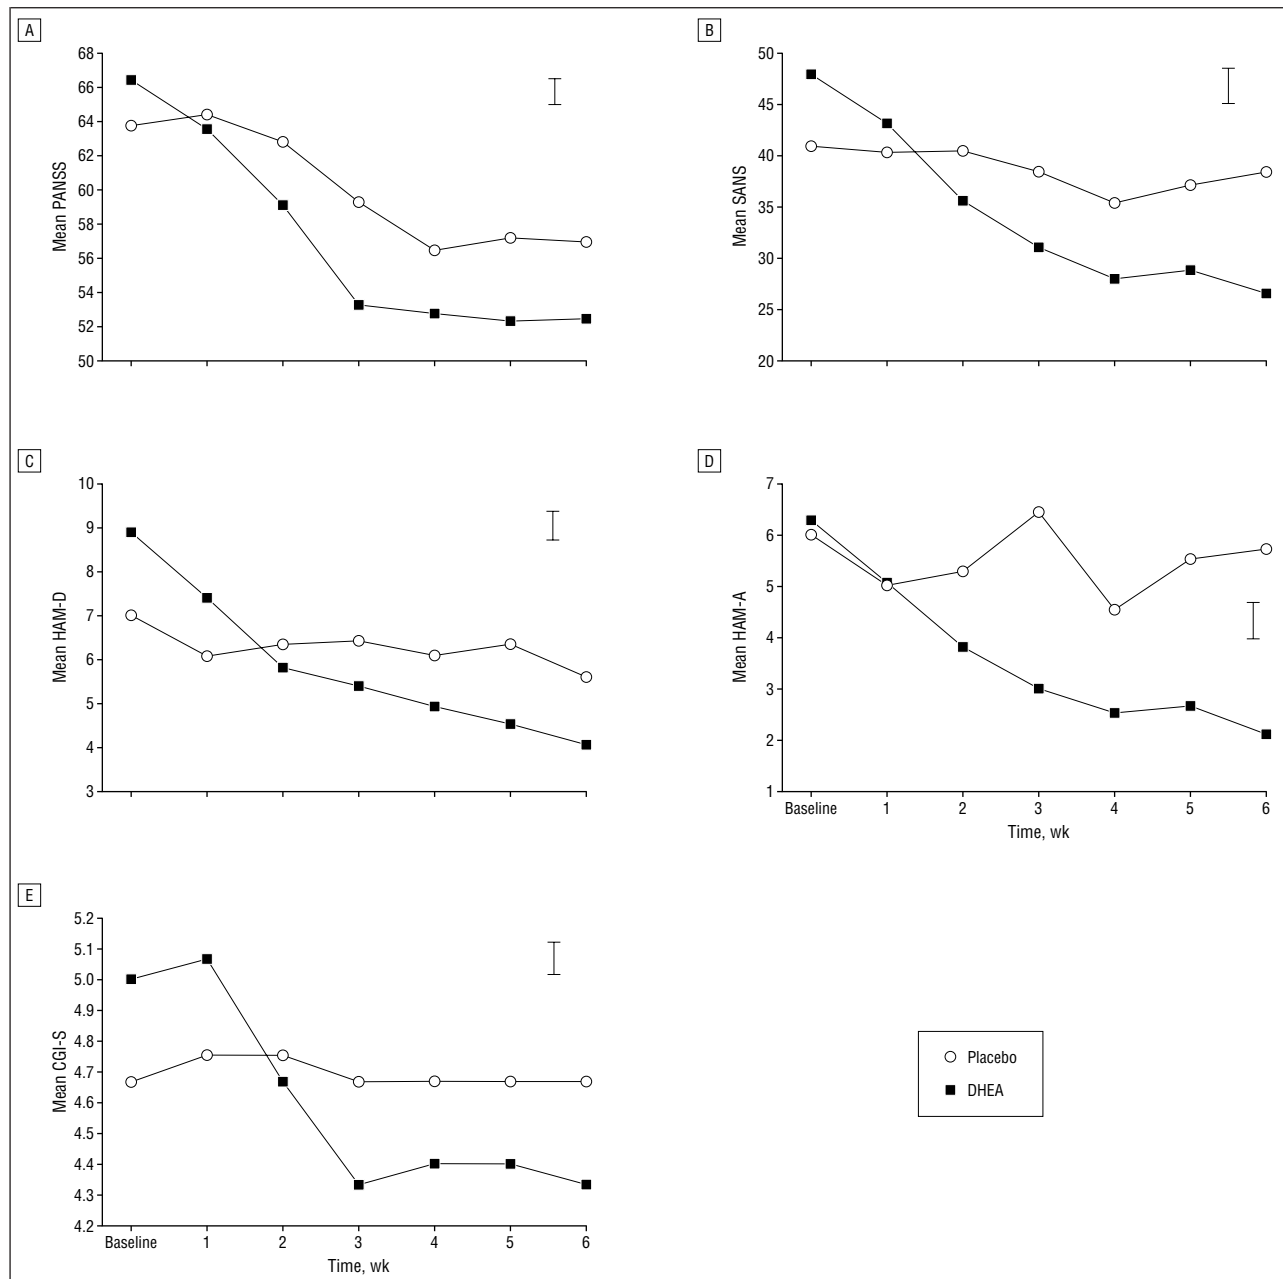 A
68
66
64
62
60
58
56
54
52
50
Mean PANSS
B
50
45
40
35
30
25
20
Mean SANS
C
10
9
8
7
6
5
4
3
Mean HAM-D
D
7
6
5
4
3
2
1
Mean HAM-A
Baseline 1 2 3 4 5 6
Time, wk
E
5.2
5.1
5.0
4.9
4.8
4.7
4.6
4.5
4.4
4.3
4.2
Mean CGI-S
Baseline 1 2 3 4 5 6
Time, wk
Placebo
DHEA